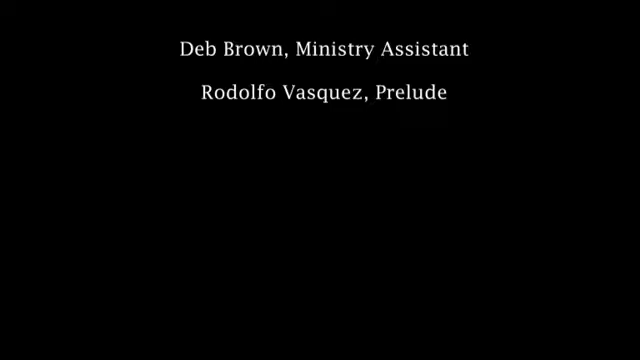 Deb Brown, Ministry Assistant
Rodolfo Vasquez, Prelude